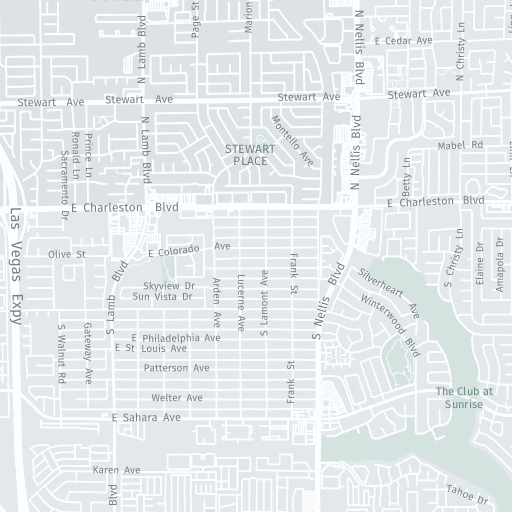 N Lamb Blvd
Page St
Marion
N Nellis Blvd
E Cedar Ave
N Christy Ln
Stewart Ave
Stewart Ave
Stewart Ave
Stewart Ave
N Lamb Blvd
Prince Ln
Ronald Ln
Sacramento Dr
STEWART
PLACE
Montello Ave
N Nellis Blvd
Mabel Rd
Betty Ln
E Charleston Blvd
E Charleston Blvd
Las Vegas Expy
Olive St
E Colorado Ave
S Lamb Blvd
Skyview Dr
Sun Vista Dr
Arden Ave
Lucerne Ave
S Lamont Ave
Frank St
S Nellis Blvd
Silverheart Ave
Winterwood Blvd
S Christy Ln
Elaine Dr
Amapola Dr
S Walnut Rd
Gateway Ave
E Philadelphia Ave
E St Louis Ave
Patterson Ave
Welter Ave
Frank St
E Sahara Ave
The Club at
Sunrise
Karen Ave
Blvd
Tahoe Dr